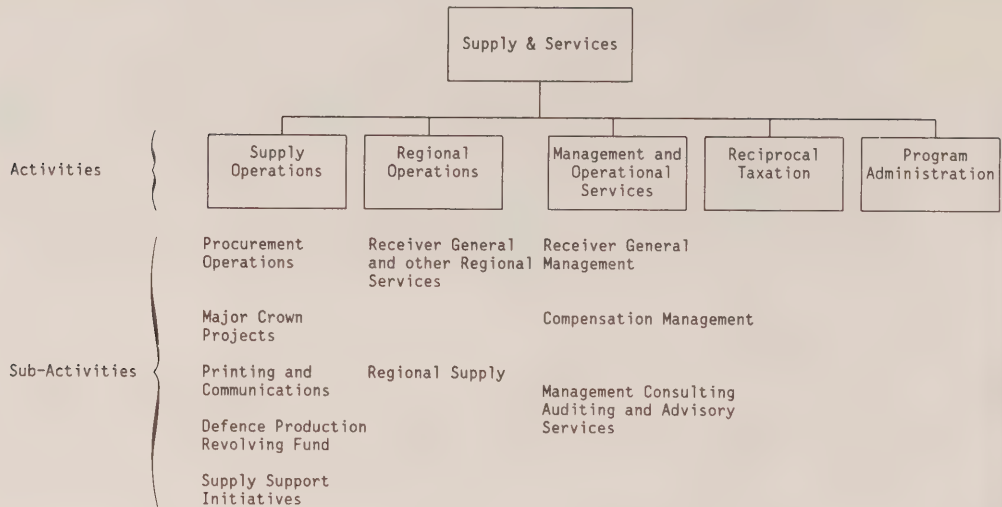 Supply & Services
Activities
Supply
Operations
Regional
Operations
Management and
Operational
Services
Reciprocal
Taxation
Program
Administration
Sub-Activities
Procurement
Operations
Major Crown
Projects
Printing and
Communications
Defence Production
Revolving Fund
Supply Support
Initiatives
Receiver General
and other Regional
Services
Regional Supply
Receiver General
Management
Compensation Management
Management Consulting
Auditing and Advisory
Services